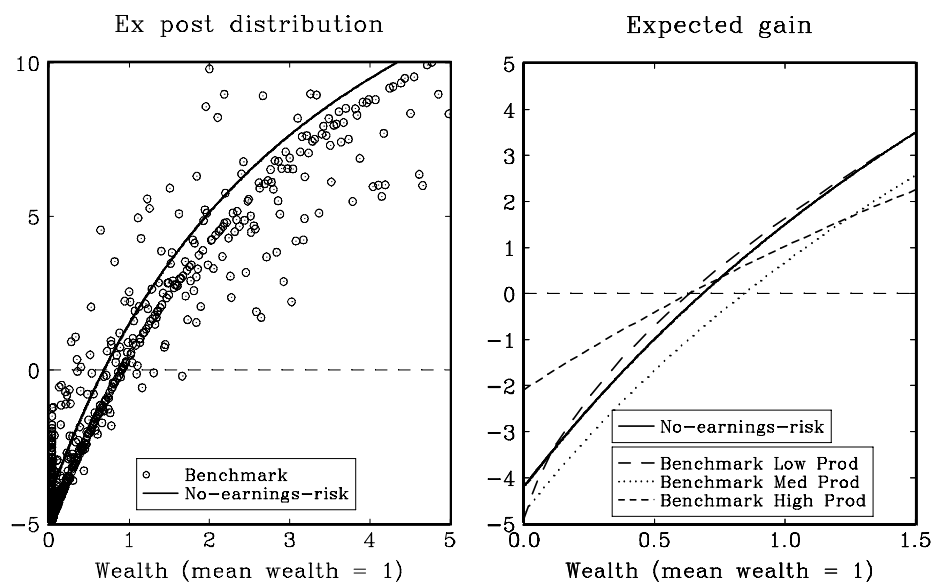 Ex post distribution
10
5
0
−5
0
1
2
3
4
5
Benchmark
No−earnings−risk
Wealth (mean wealth = 1)
Expected gain
5
4
3
2
1
0
−1
−2
−3
−4
−5
0.0
0.5
1.0
1.5
No−earnings−risk
Benchmark Low Prod
Benchmark Med Prod
Benchmark High Prod
Wealth (mean wealth = 1)